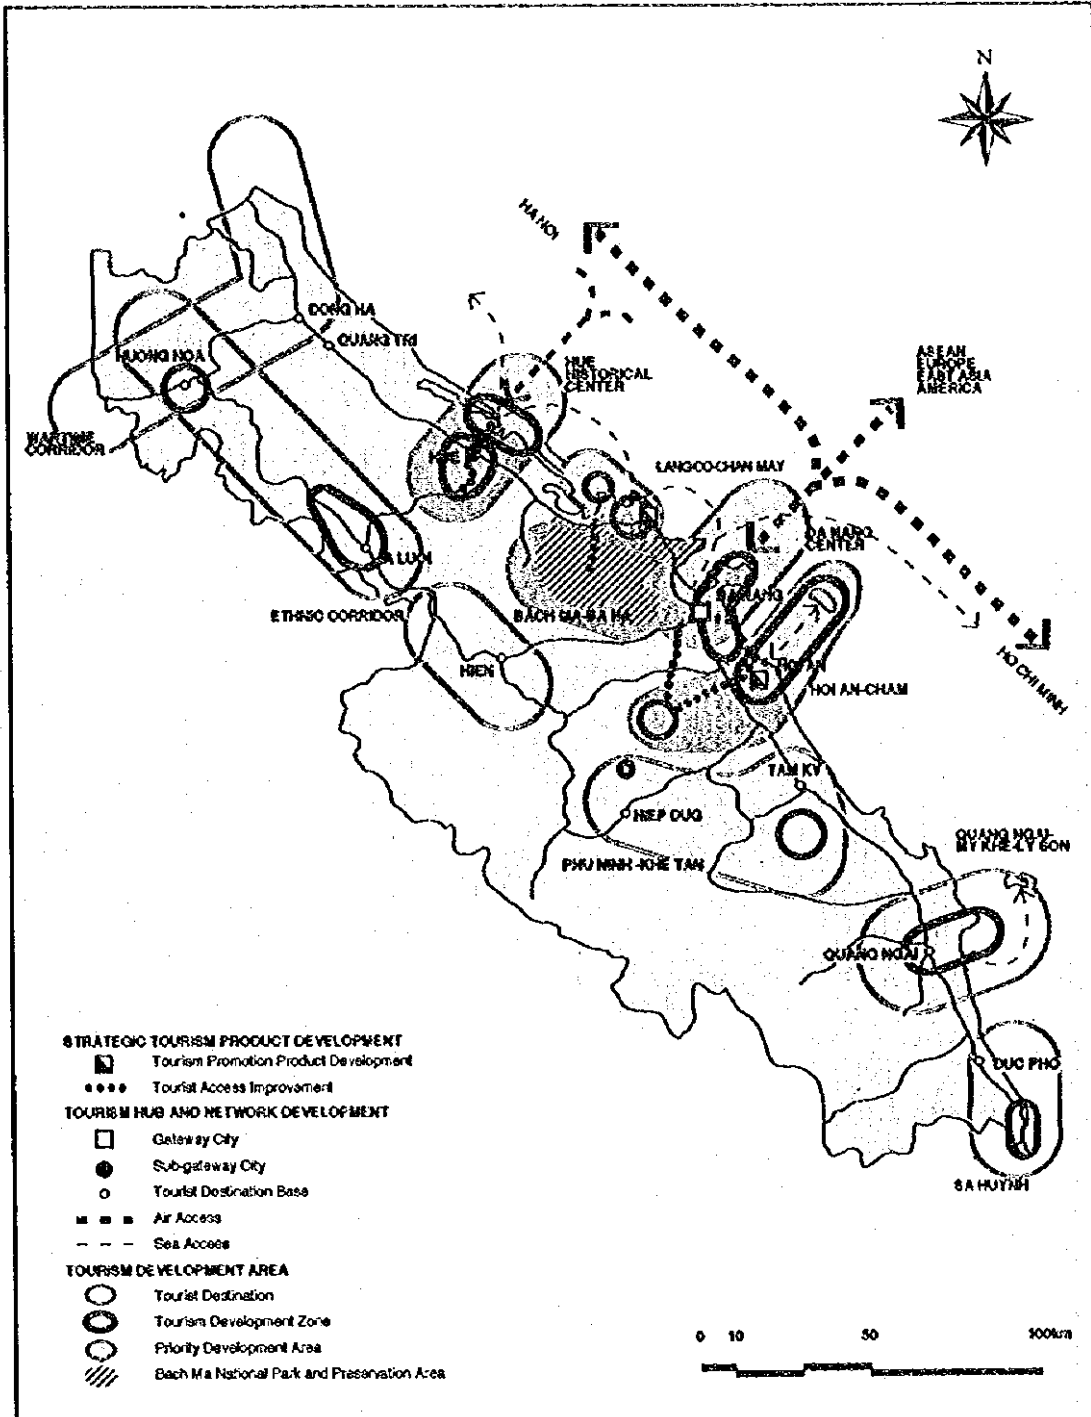 N
HA NOI
DONG HA
QUANG TRI
HUONG HOA
HUE
HISTORICAL
CENTER
ASEAN
EUROPE
EAST ASIA
AMERICA
WARTIME
CORRIDOR
LANGCO-CHAN MAY
DA NANG
CENTER
A LUOI
ETHNIC CORRIDOR
BACH MA-BA NA
DANANG
HIEN
HOI AN
HOI AN-CHAM
HO CHI MINH
TAM KY
HIEP DUG
PHU NINH-KHE TAN
QUANG NGAI-
MY KHE-LY SON
QUANG NGAI
DUC PHO
SA HUYNH
STRATEGIC TOURISM PRODUCT DEVELOPMENT
Tourism Promotion Product Development
Tourist Access Improvement
TOURISM HUB AND NETWORK DEVELOPMENT
Gateway City
Sub-gateway City
Tourist Destination Base
Air Access
Sea Access
TOURISM DEVELOPMENT AREA
Tourist Destination
Tourism Development Zone
Priority Development Area
Bach Ma National Park and Preservation Area
0 10 50 100km